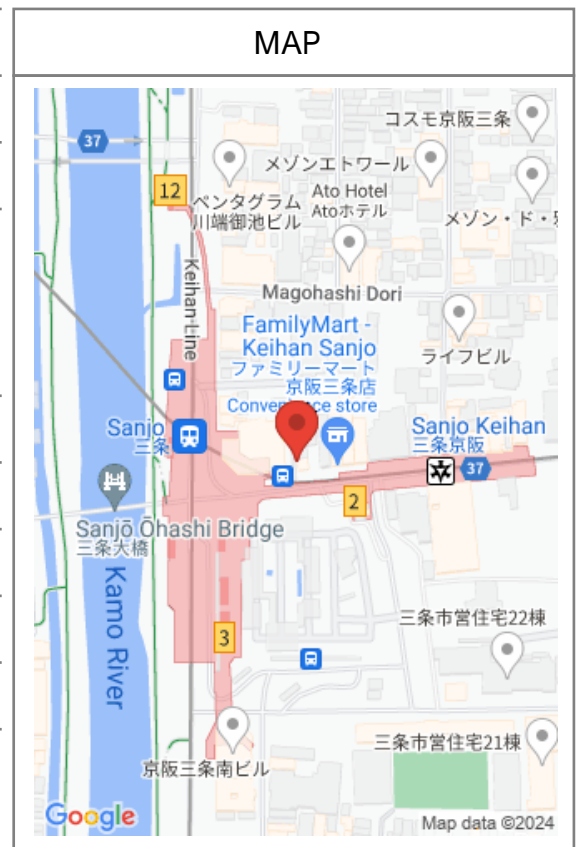 MAP
コスモ京阪三条
37
メゾンエトワール
12
ペンタグラム
川端御池ビル
Ato Hotel
Atoホテル
メゾン・ド・
Keihan Line
Magohashi Dori
FamilyMart -
Keihan Sanjo
ファミリーマート
京阪三条店
Convenience store
ライフビル
Sanjo
三条
Sanjo Keihan
三条京阪
37
2
Sanjō Ōhashi Bridge
三条大橋
Kamo River
3
三条市営住宅22棟
三条市営住宅21棟
京阪三条南ビル
Google
Map data ©2024